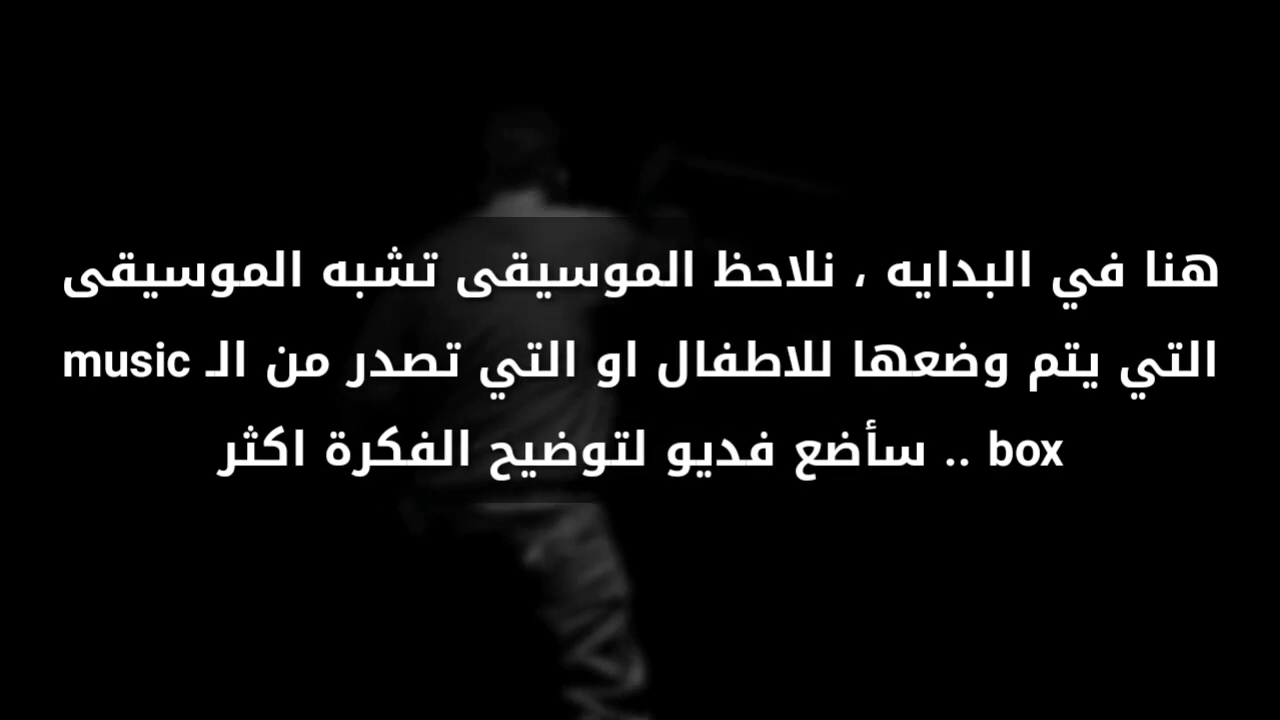 هنا في البدايه ، نلاحظ الموسيقى تشبه الموسيقى
التي يتم وضعها للاطفال او التي تصدر من الـ music
box .. سأضع فديو لتوضيح الفكرة اكثر